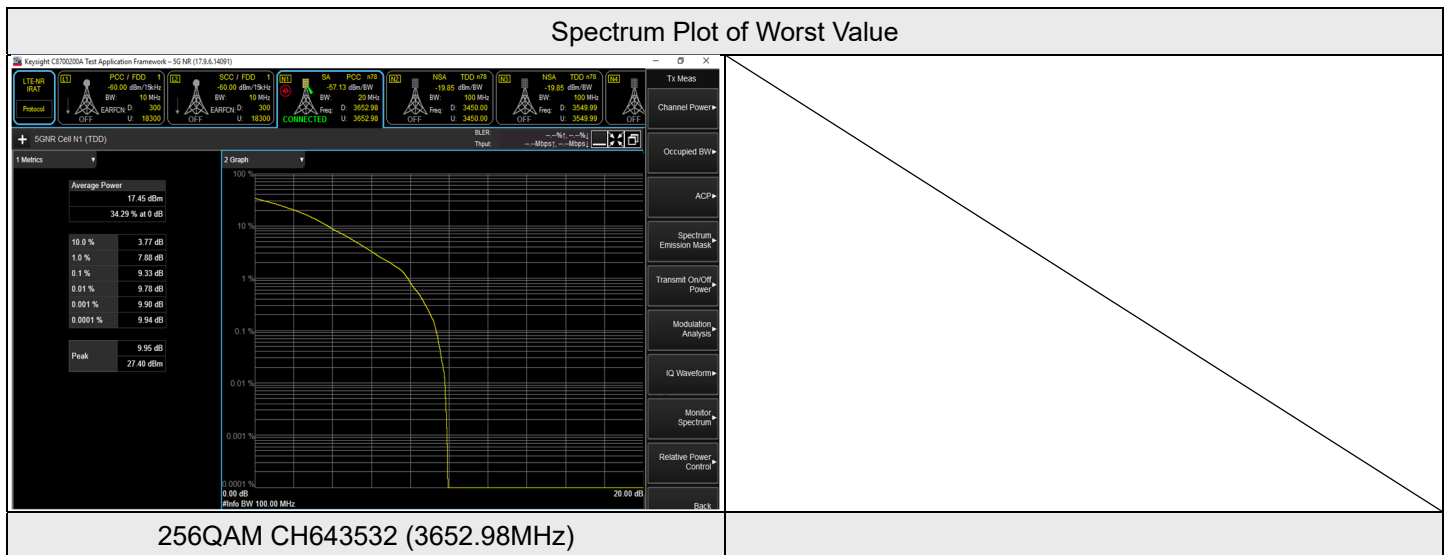 Spectrum Plot of Worst Value
Keysight C8700200A Test Application Framework – 5G NR (17.9.6.14091)
LTE-NR IRAT Protocol
L1 PCC / FDD 1
-60.00 dBm/15kHz
BW: 10 MHz
EARFCN: D: 300
OFF U: 18300
L2 SCC / FDD 1
-60.00 dBm/15kHz
BW: 10 MHz
EARFCN: D: 300
OFF U: 18300
N1 SA PCC n78
-57.13 dBm/BW
BW: 20 MHz
Freq: D: 3652.98
CONNECTED U: 3652.98
N2 NSA TDD n78
-19.85 dBm/BW
BW: 100 MHz
Freq: D: 3450.00
OFF U: 3450.00
N3 NSA TDD n78
-19.85 dBm/BW
BW: 100 MHz
Freq: D: 3549.99
OFF U: 3549.99
N4
OFF
+ 5GNR Cell N1 (TDD)
BLER: --.--%↑, --.--%↓
Thput: --.--Mbps↑, --.--Mbps↓
1 Metrics
Average Power
17.45 dBm
34.29 % at 0 dB
10.0 % 3.77 dB
1.0 % 7.88 dB
0.1 % 9.33 dB
0.01 % 9.78 dB
0.001 % 9.90 dB
0.0001 % 9.94 dB
Peak 9.95 dB
27.40 dBm
2 Graph
100 %
10 %
1 %
0.1 %
0.01 %
0.001 %
0.0001 %
0.00 dB 20.00 dB
#Info BW 100.00 MHz
Tx Meas
Channel Power
Occupied BW
ACP
Spectrum
Emission Mask
Transmit On/Off
Power
Modulation
Analysis
IQ Waveform
Monitor
Spectrum
Relative Power
Control
Back
256QAM CH643532 (3652.98MHz)